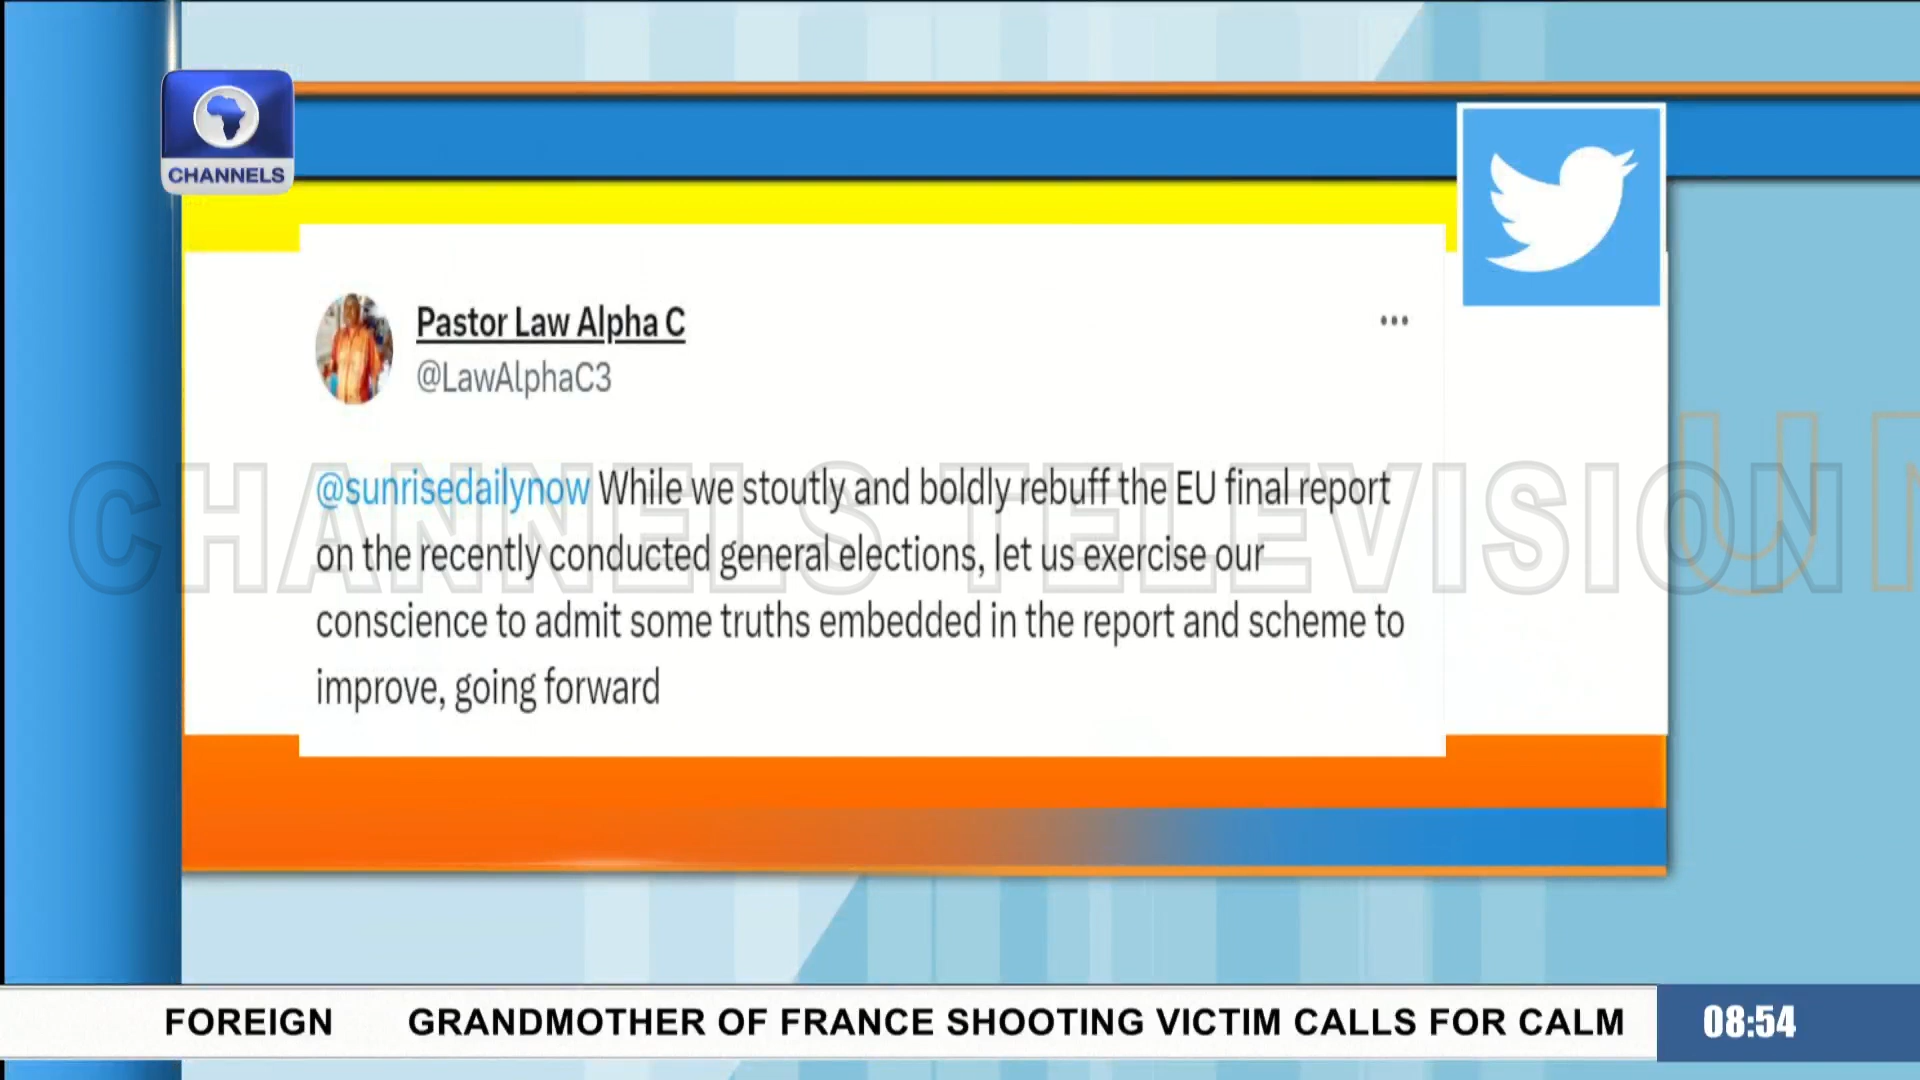 CHANNELS
Pastor Law Alpha C
@LawAlphaC3
@sunrisedailynow While we stoutly and boldly rebuff the EU final report
on the recently conducted general elections, let us exercise our
conscience to admit some truths embedded in the report and scheme to
improve, going forward
CHANNELS TELEVISION
FOREIGN GRANDMOTHER OF FRANCE SHOOTING VICTIM CALLS FOR CALM
08:54